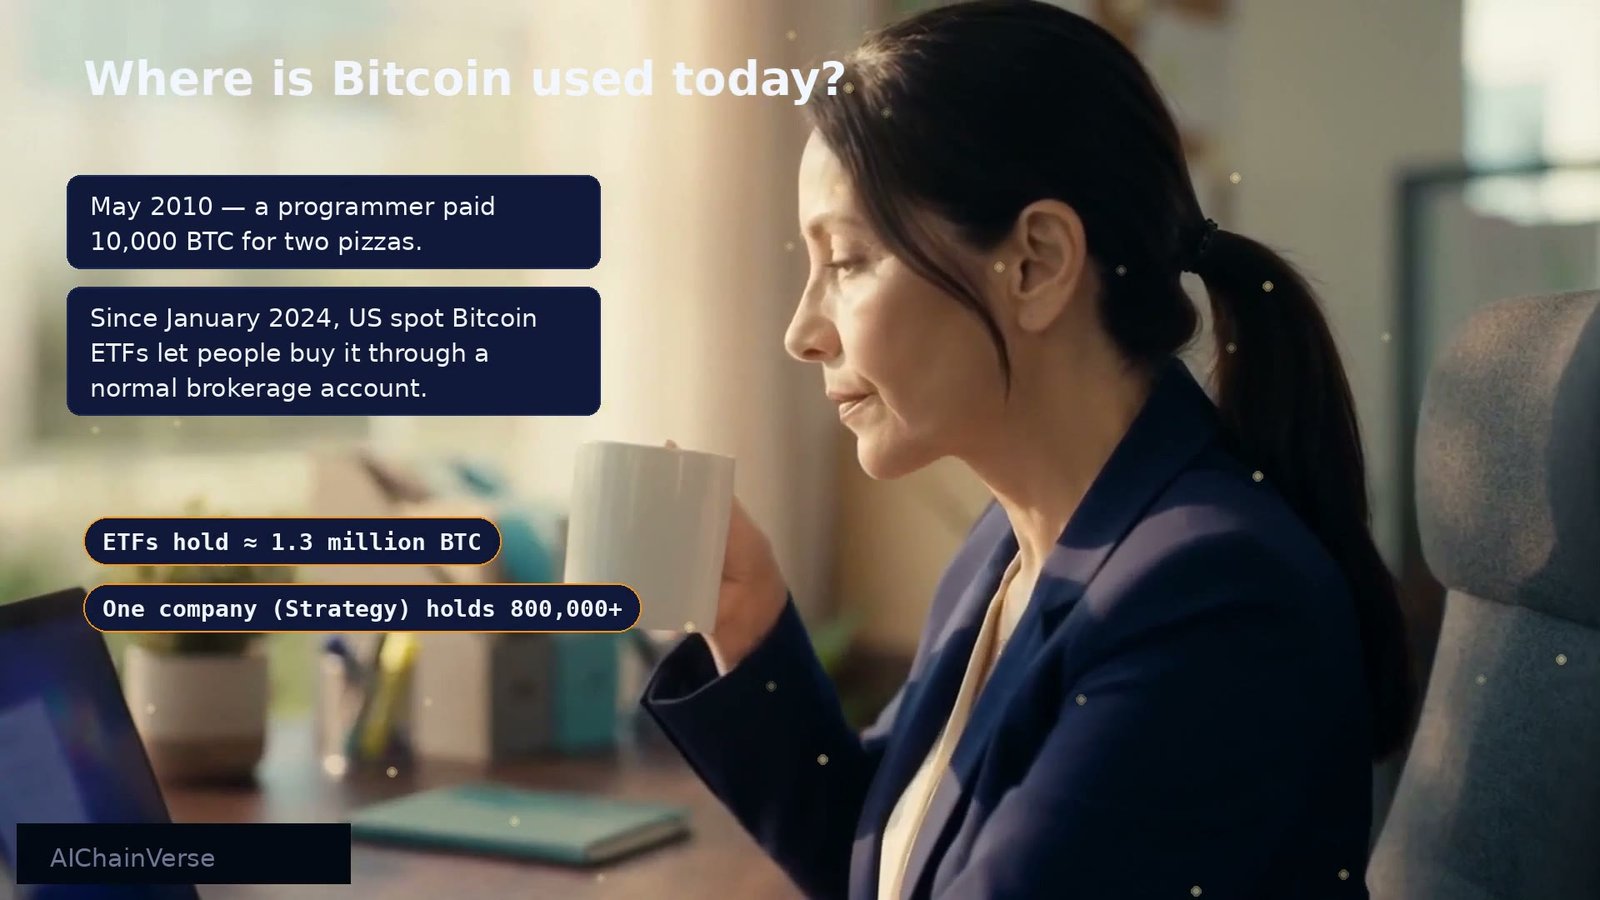 Where is Bitcoin used today?
May 2010 — a programmer paid
10,000 BTC for two pizzas.
Since January 2024, US spot Bitcoin
ETFs let people buy it through a
normal brokerage account.
ETFs hold ≈ 1.3 million BTC
One company (Strategy) holds 800,000+
AIChainVerse